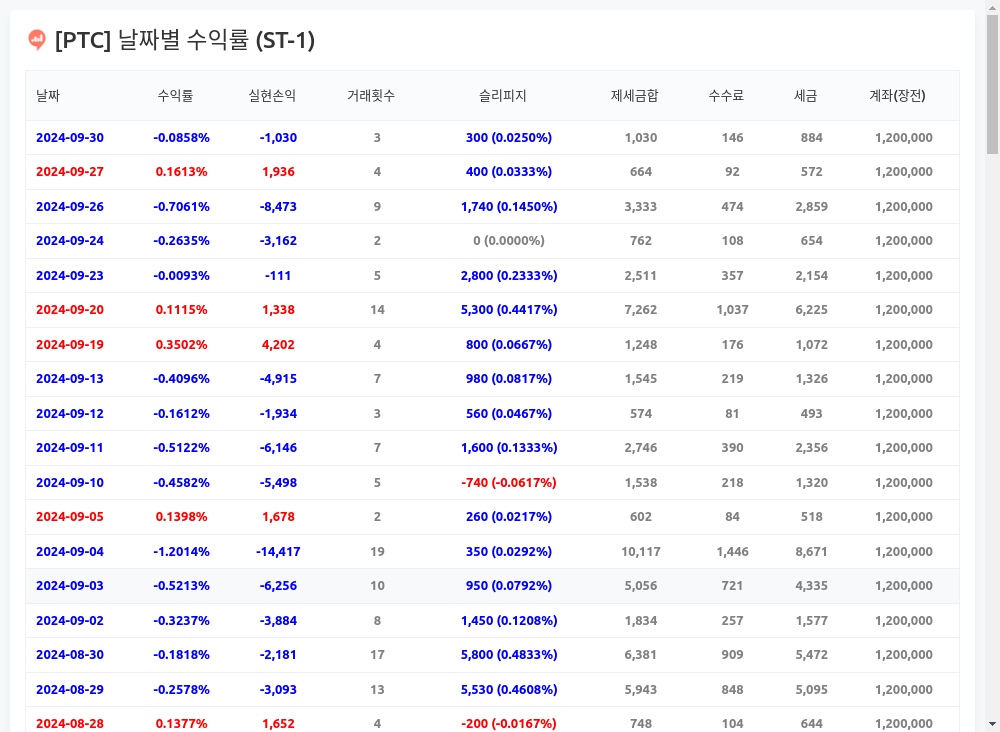 [PTC] 날짜별 수익률 (ST-1)
날짜 수익률 실현손익 거래횟수 슬리피지 제세금합 수수료 세금 계좌(장전)
2024-09-30 -0.0858% -1,030 3 300 (0.0250%) 1,030 146 884 1,200,000
2024-09-27 0.1613% 1,936 4 400 (0.0333%) 664 92 572 1,200,000
2024-09-26 -0.7061% -8,473 9 1,740 (0.1450%) 3,333 474 2,859 1,200,000
2024-09-24 -0.2635% -3,162 2 0 (0.0000%) 762 108 654 1,200,000
2024-09-23 -0.0093% -111 5 2,800 (0.2333%) 2,511 357 2,154 1,200,000
2024-09-20 0.1115% 1,338 14 5,300 (0.4417%) 7,262 1,037 6,225 1,200,000
2024-09-19 0.3502% 4,202 4 800 (0.0667%) 1,248 176 1,072 1,200,000
2024-09-13 -0.4096% -4,915 7 980 (0.0817%) 1,545 219 1,326 1,200,000
2024-09-12 -0.1612% -1,934 3 560 (0.0467%) 574 81 493 1,200,000
2024-09-11 -0.5122% -6,146 7 1,600 (0.1333%) 2,746 390 2,356 1,200,000
2024-09-10 -0.4582% -5,498 5 -740 (-0.0617%) 1,538 218 1,320 1,200,000
2024-09-05 0.1398% 1,678 2 260 (0.0217%) 602 84 518 1,200,000
2024-09-04 -1.2014% -14,417 19 350 (0.0292%) 10,117 1,446 8,671 1,200,000
2024-09-03 -0.5213% -6,256 10 950 (0.0792%) 5,056 721 4,335 1,200,000
2024-09-02 -0.3237% -3,884 8 1,450 (0.1208%) 1,834 257 1,577 1,200,000
2024-08-30 -0.1818% -2,181 17 5,800 (0.4833%) 6,381 909 5,472 1,200,000
2024-08-29 -0.2578% -3,093 13 5,530 (0.4608%) 5,943 848 5,095 1,200,000
2024-08-28 0.1377% 1,652 4 -200 (-0.0167%) 748 104 644 1,200,000